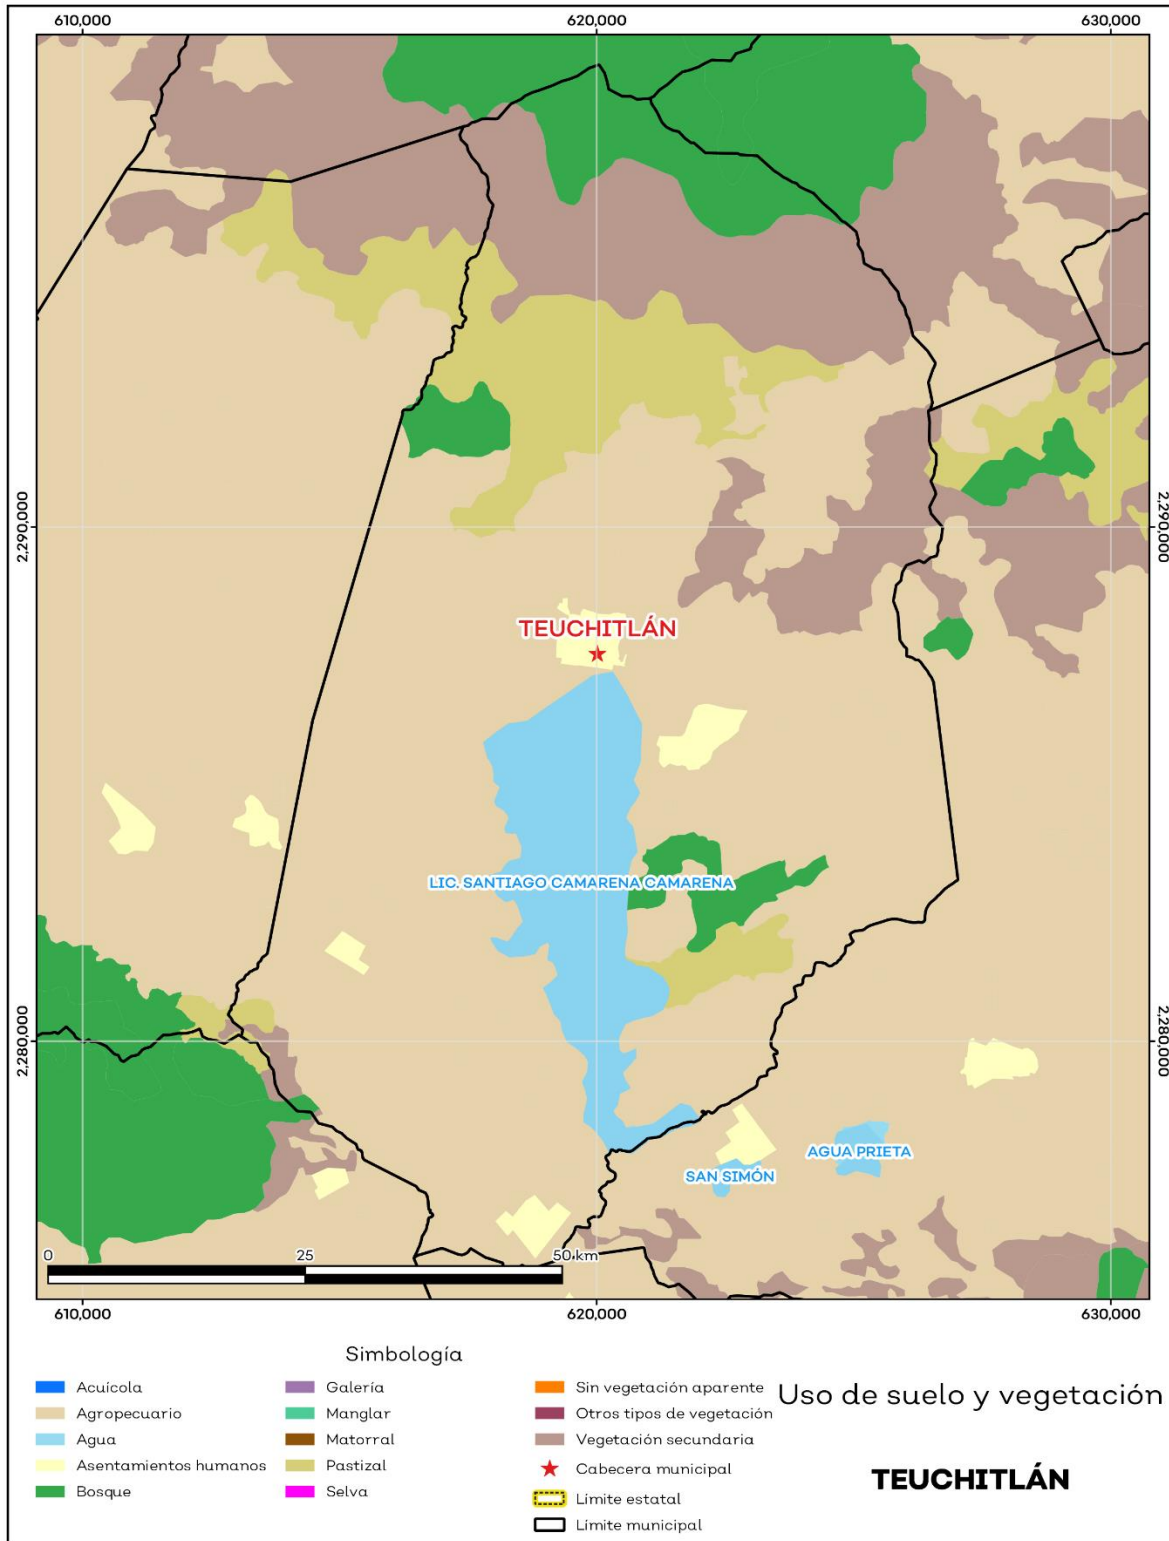 610,000
620,000
630,000
2,290,000
2,290,000
TEUCHITLÁN
LIC. SANTIAGO CAMARENA CAMARENA
2,280,000
2,280,000
AGUA PRIETA
SAN SIMÓN
0
25
50 km
610,000
620,000
630,000
Simbología
Acuícola
Agropecuario
Agua
Asentamientos humanos
Bosque
Galería
Manglar
Matorral
Pastizal
Selva
Sin vegetación aparente
Otros tipos de vegetación
Vegetación secundaria
Cabecera municipal
Límite estatal
Límite municipal
Uso de suelo y vegetación
TEUCHITLÁN